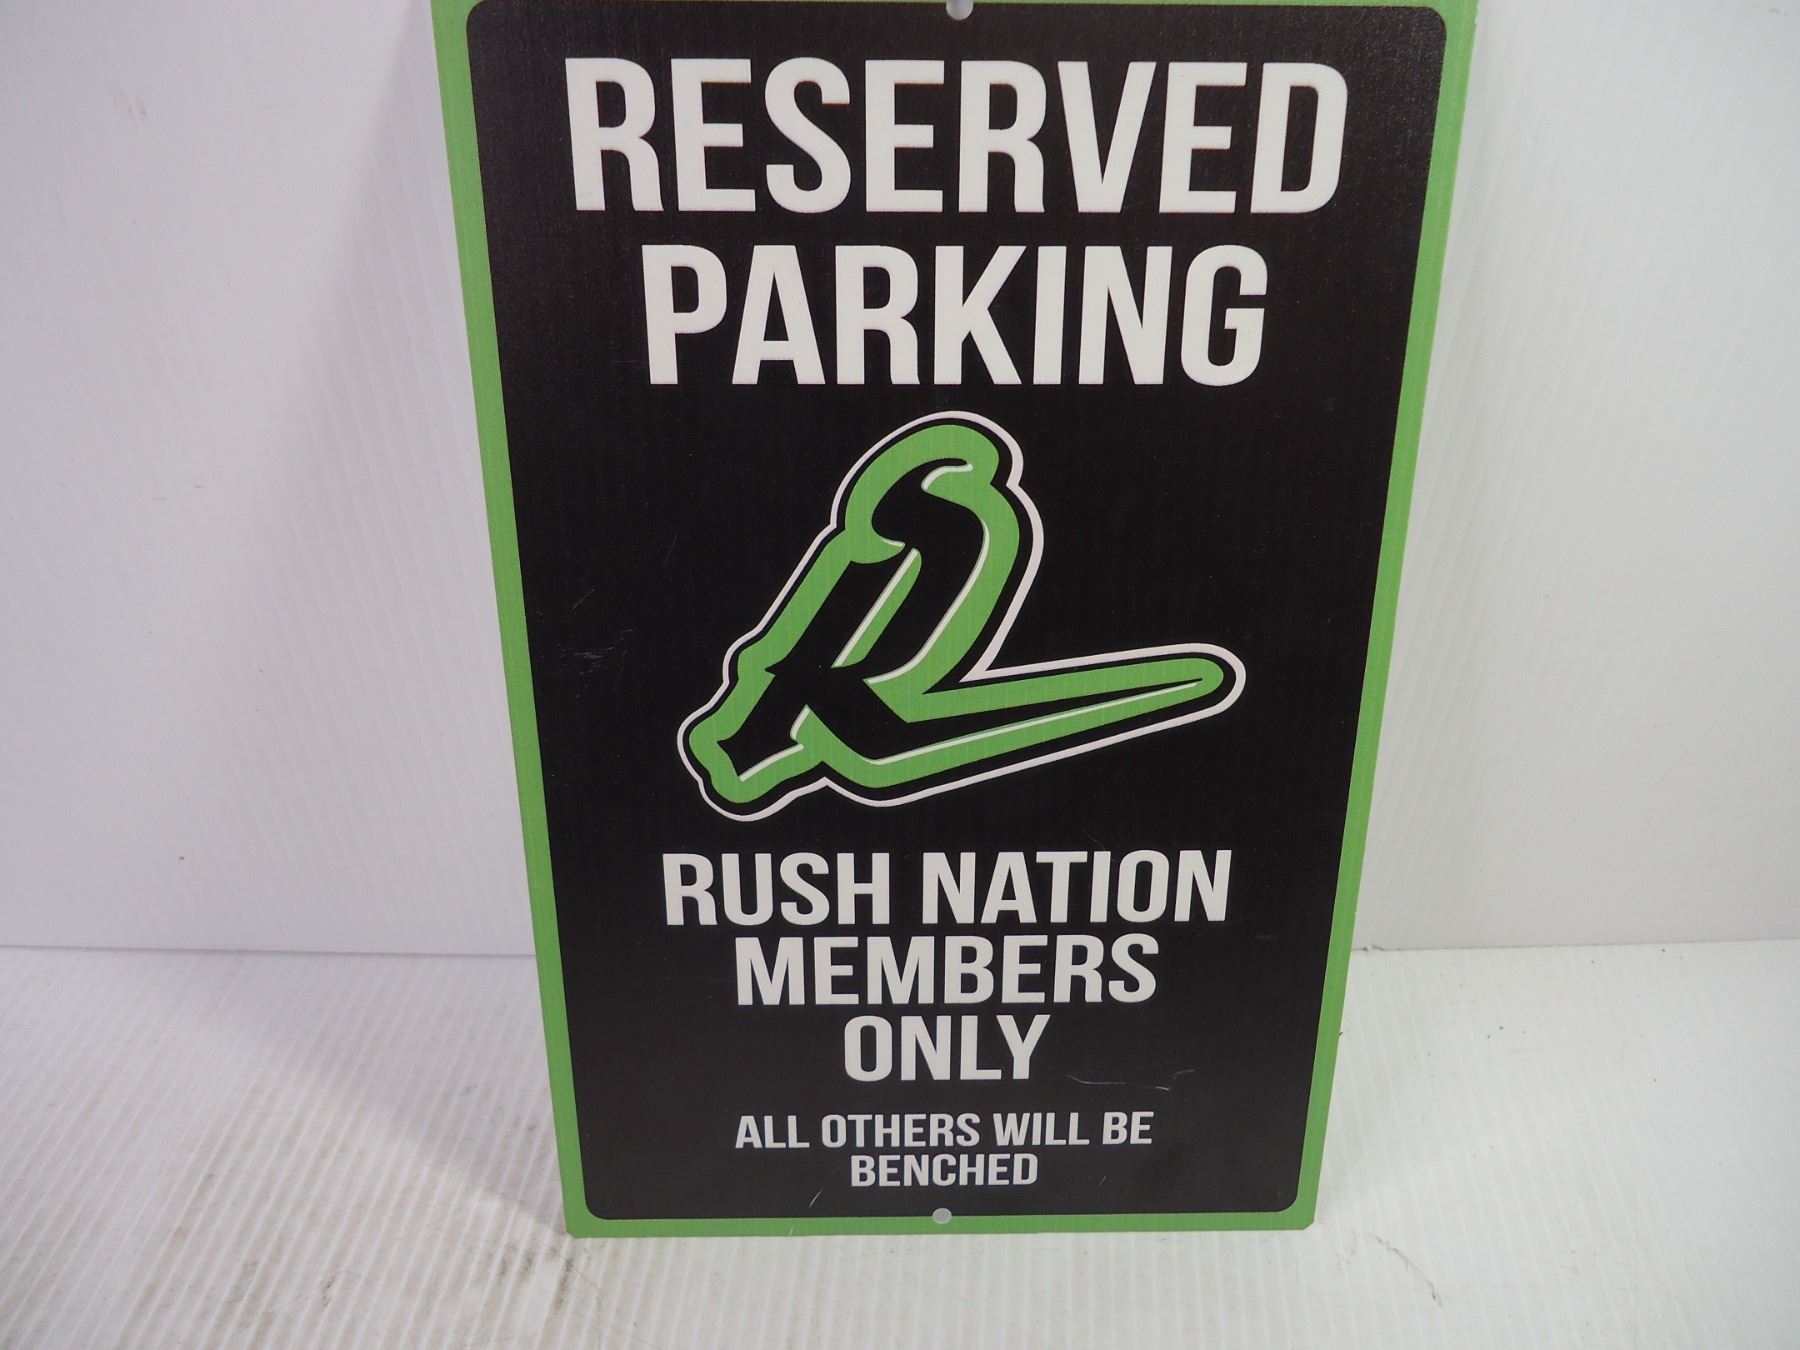 RESERVED
PARKING
R
RUSH NATION
MEMBERS
ONLY
ALL OTHERS WILL BE
BENCHED